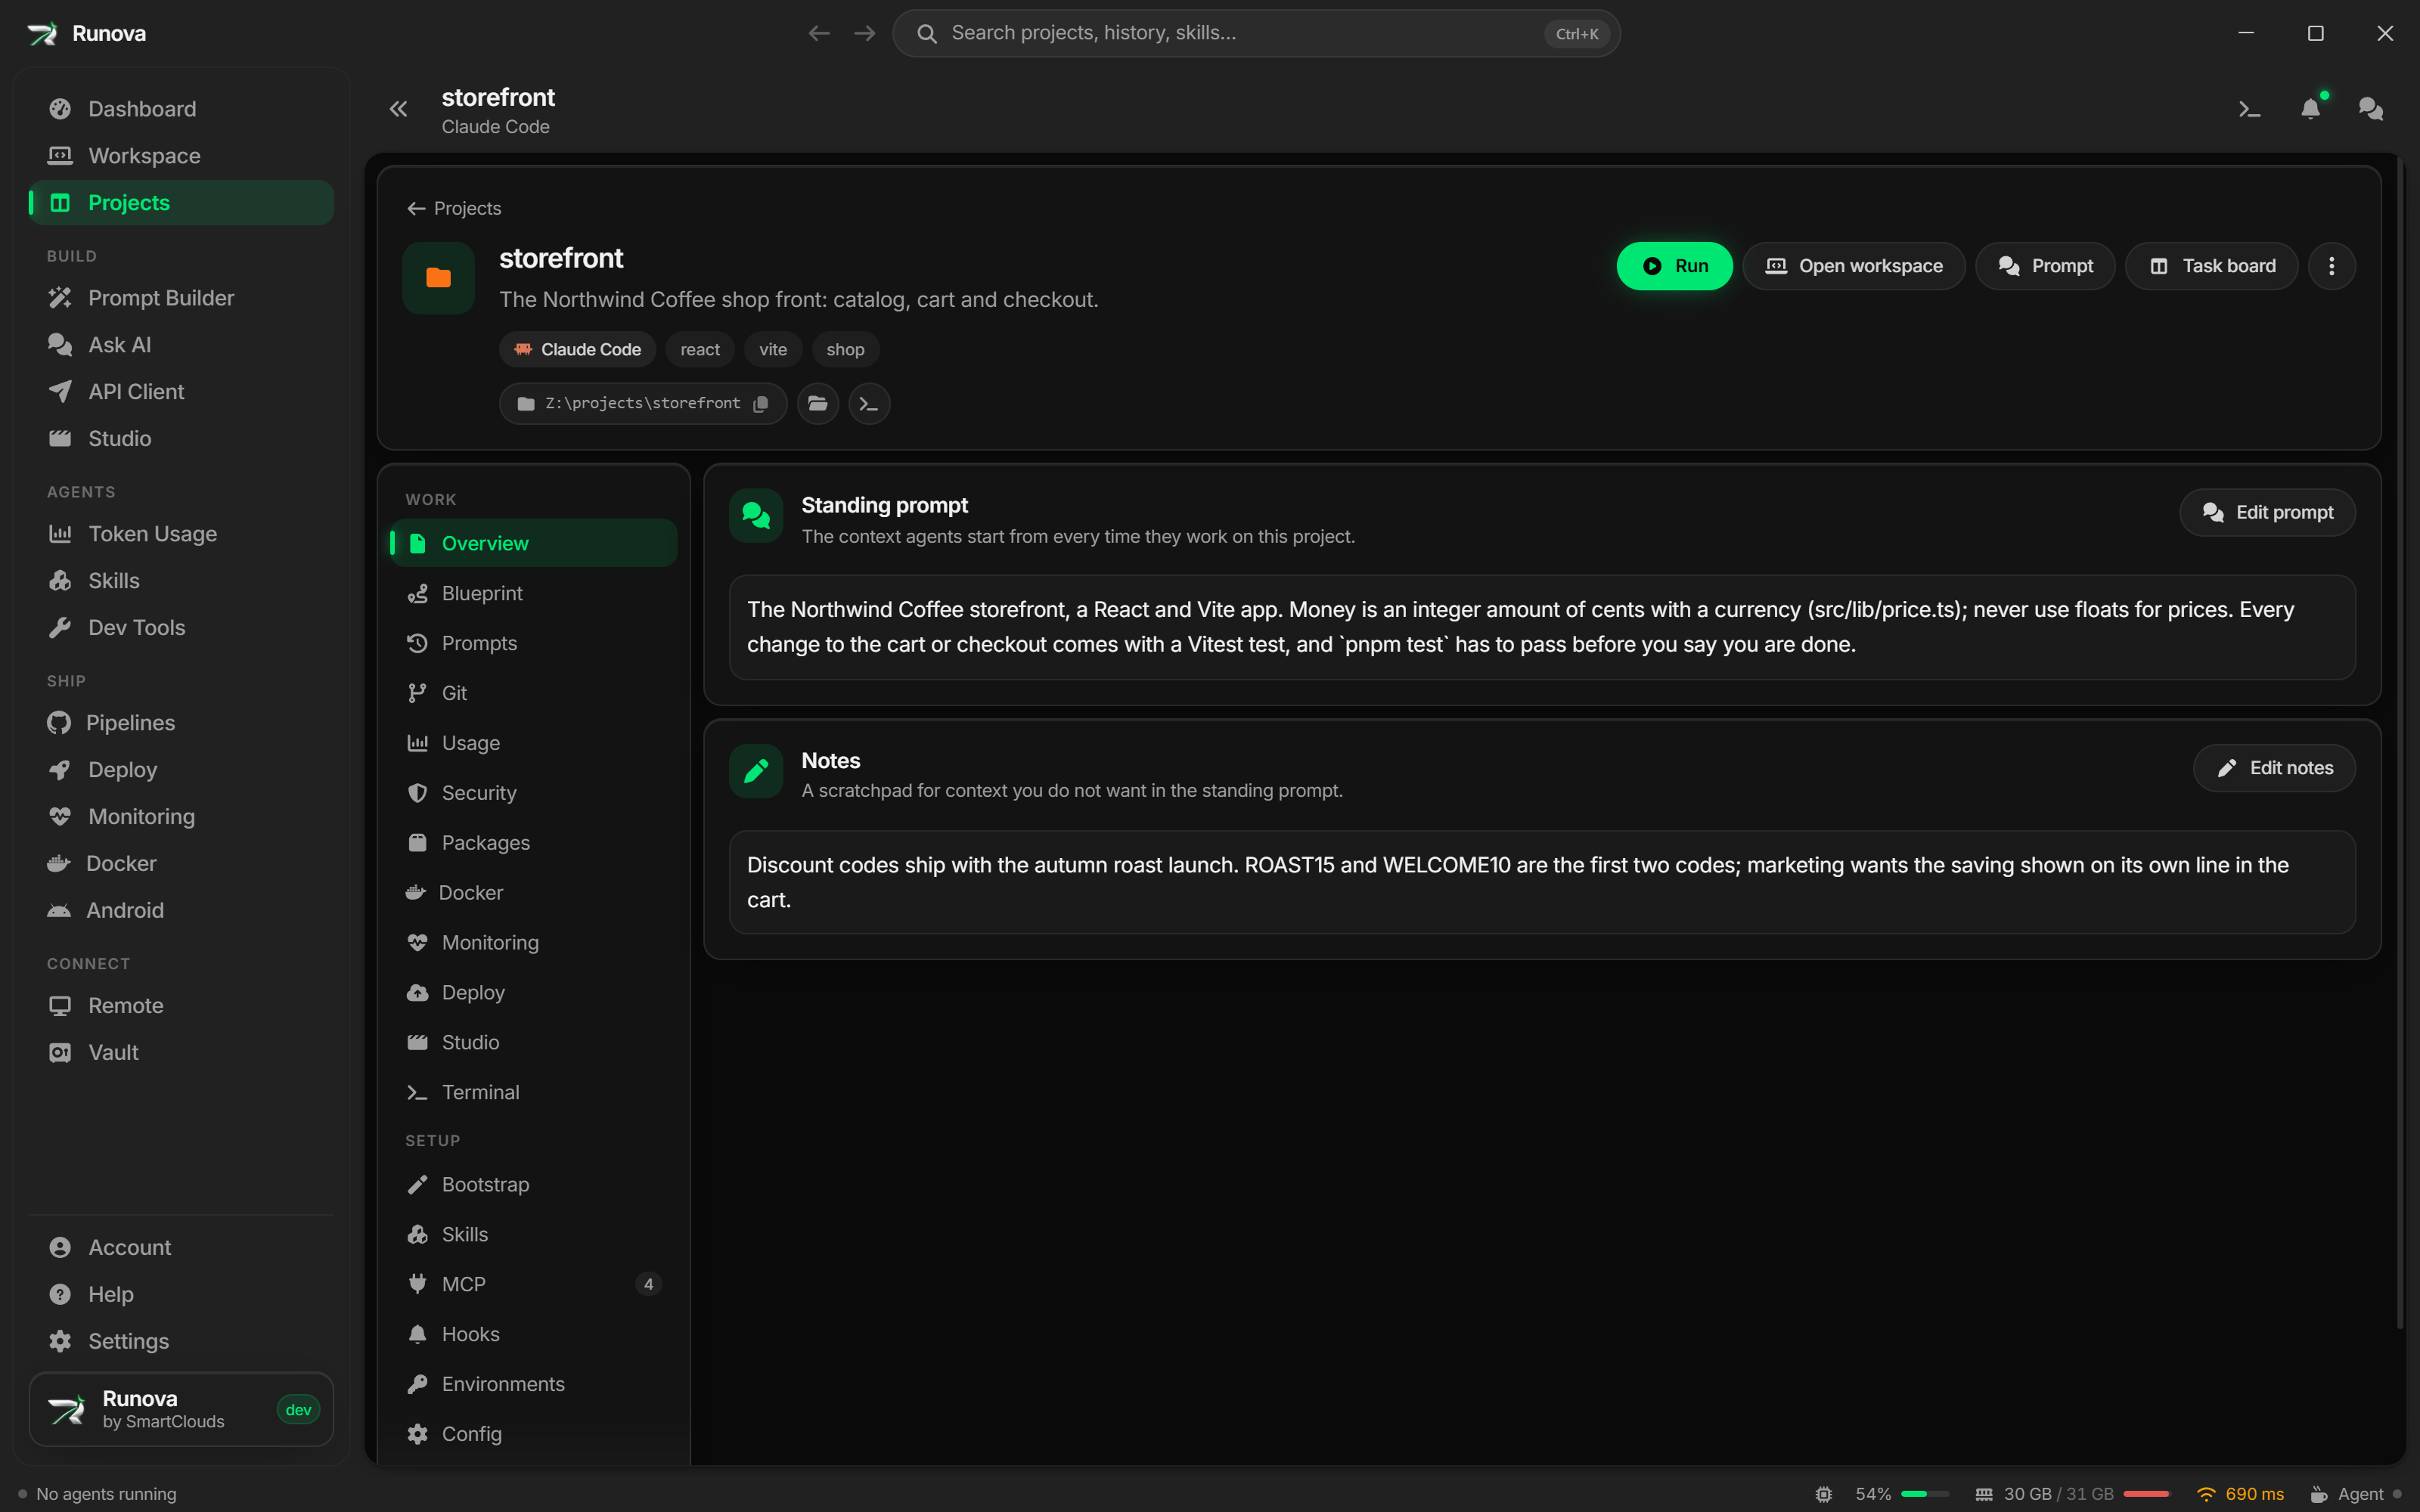 Runova
Search projects, history, skills...
Ctrl+K
Dashboard
Workspace
Projects
BUILD
Prompt Builder
Ask AI
API Client
Studio
AGENTS
Token Usage
Skills
Dev Tools
SHIP
Pipelines
Deploy
Monitoring
Docker
Android
CONNECT
Remote
Vault
Account
Help
Settings
Runova
by SmartClouds
dev
storefront
Claude Code
Projects
storefront
The Northwind Coffee shop front: catalog, cart and checkout.
Run
Open workspace
Prompt
Task board
Claude Code
react
vite
shop
Z:\projects\storefront
WORK
Overview
Blueprint
Prompts
Git
Usage
Security
Packages
Docker
Monitoring
Deploy
Studio
Terminal
SETUP
Bootstrap
Skills
MCP
4
Hooks
Environments
Config
Standing prompt
The context agents start from every time they work on this project.
Edit prompt
The Northwind Coffee storefront, a React and Vite app. Money is an integer amount of cents with a currency (src/lib/price.ts); never use floats for prices. Every
change to the cart or checkout comes with a Vitest test, and `pnpm test` has to pass before you say you are done.
Notes
A scratchpad for context you do not want in the standing prompt.
Edit notes
Discount codes ship with the autumn roast launch. ROAST15 and WELCOME10 are the first two codes; marketing wants the saving shown on its own line in the
cart.
No agents running
54%
30 GB / 31 GB
690 ms
Agent